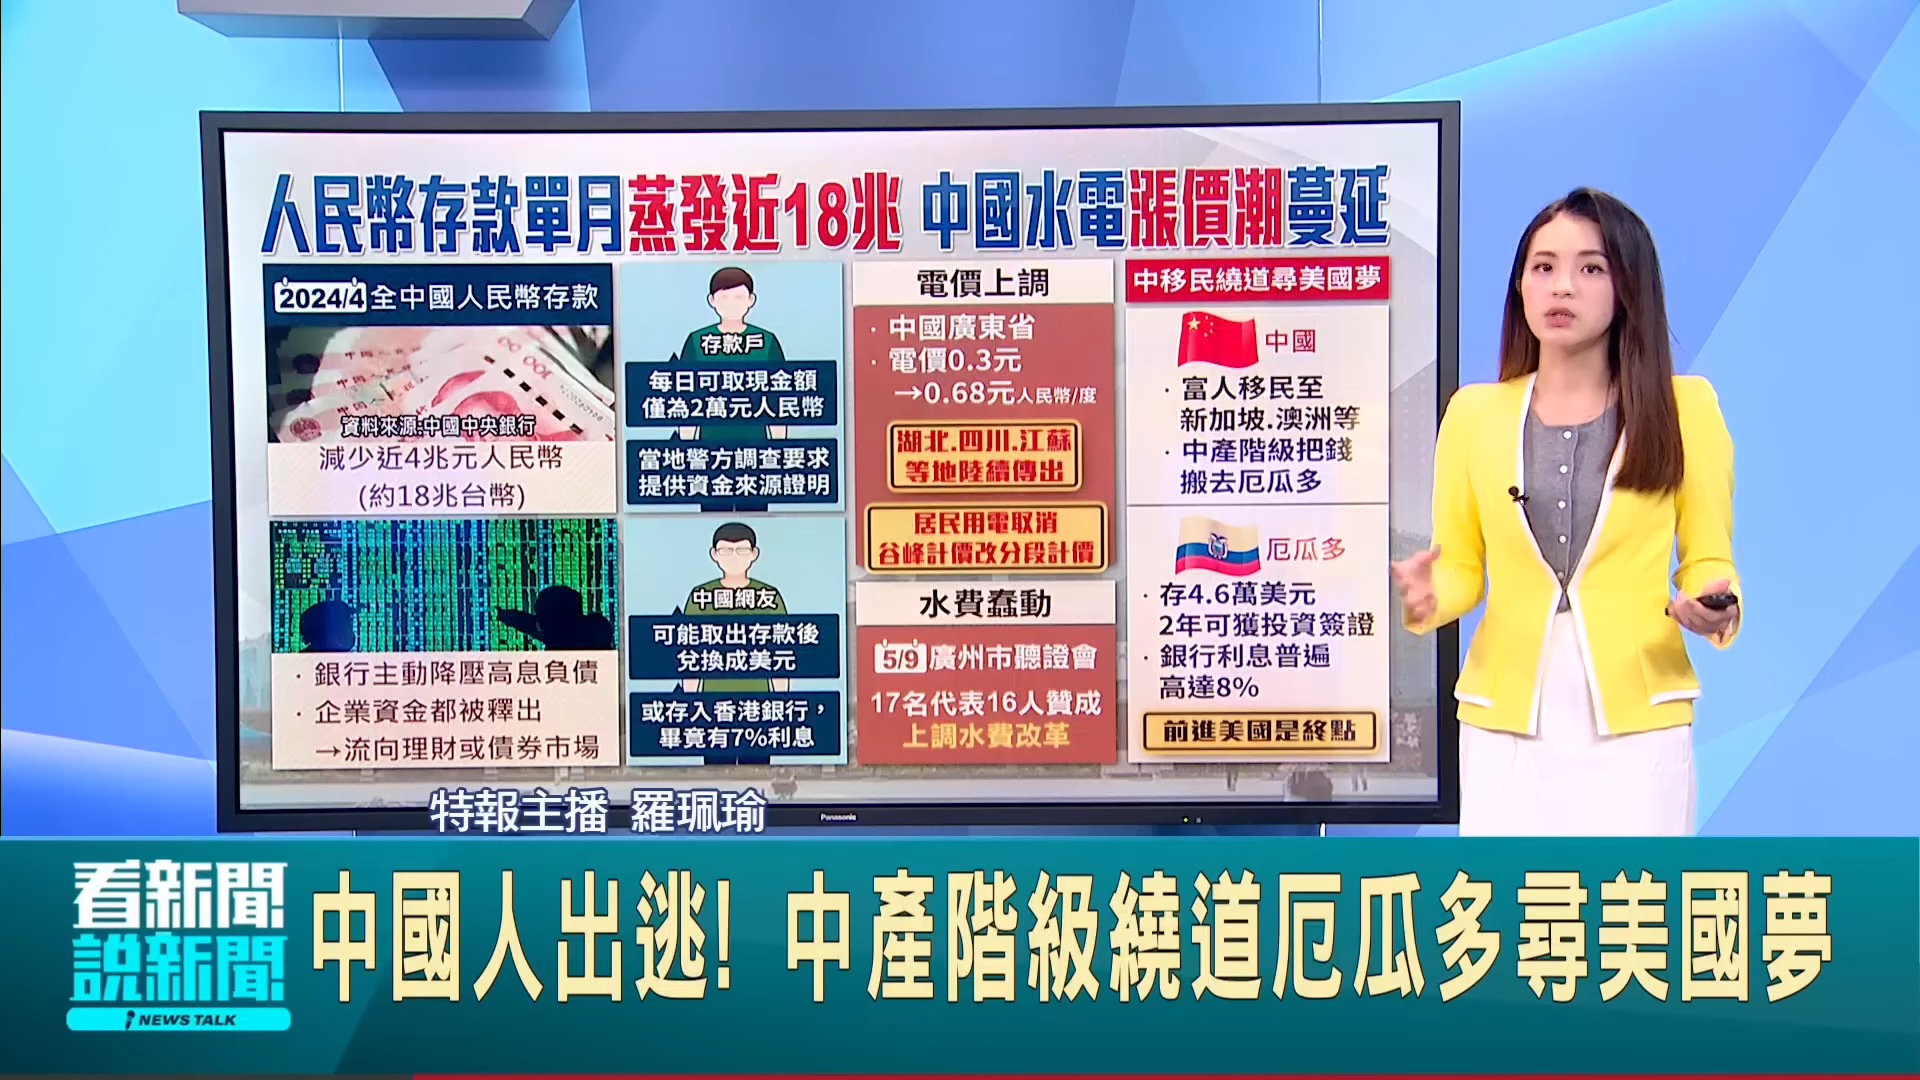 人民幣存款單月蒸發近18兆 中國水電漲價潮蔓延
2024/4 全中國人民幣存款
資料來源:中國中央銀行
減少近4兆元人民幣
(約18兆台幣)
· 銀行主動降壓高息負債
· 企業資金都被釋出
→流向理財或債券市場
存款戶
每日可取現金額
僅為2萬元人民幣
當地警方調查要求
提供資金來源證明
中國網友
可能取出存款後
兌換成美元
或存入香港銀行，
畢竟有7%利息
電價上調
· 中國廣東省
· 電價0.3元
→0.68元人民幣/度
湖北.四川.江蘇
等地陸續傳出
居民用電取消
谷峰計價改分段計價
水費蠢動
5/9 廣州市聽證會
17名代表16人贊成
上調水費改革
中移民繞道尋美國夢
中國
· 富人移民至
新加坡.澳洲等
· 中產階級把錢
搬去厄瓜多
厄瓜多
· 存4.6萬美元
2年可獲投資簽證
· 銀行利息普遍
高達8%
前進美國是終點
Panasonic
特報主播 羅珮瑜
看新聞
說新聞
NEWS TALK
中國人出逃! 中產階級繞道厄瓜多尋美國夢